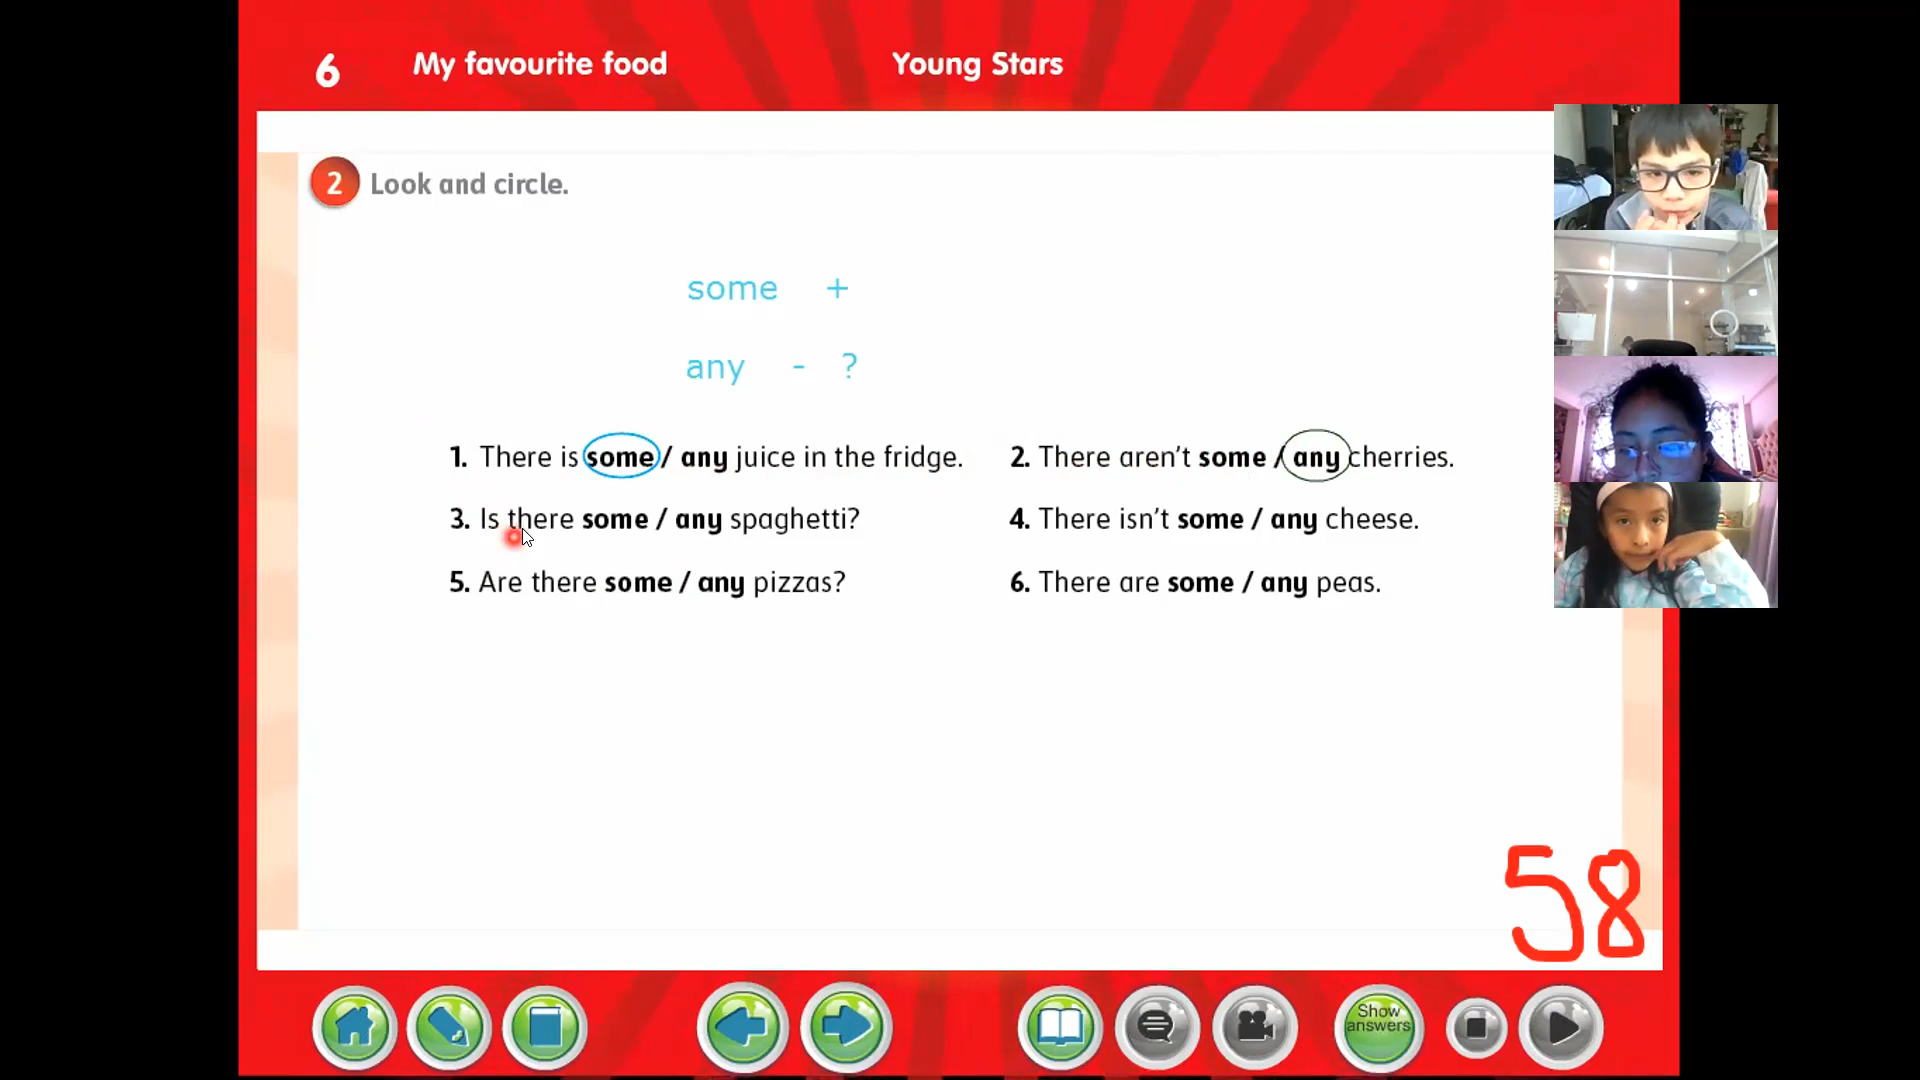 6 My favourite food Young Stars
2 Look and circle.
some +
any - ?
1. There is some / any juice in the fridge.
2. There aren't some / any cherries.
3. Is there some / any spaghetti?
4. There isn't some / any cheese.
5. Are there some / any pizzas?
6. There are some / any peas.
58
Show
answers